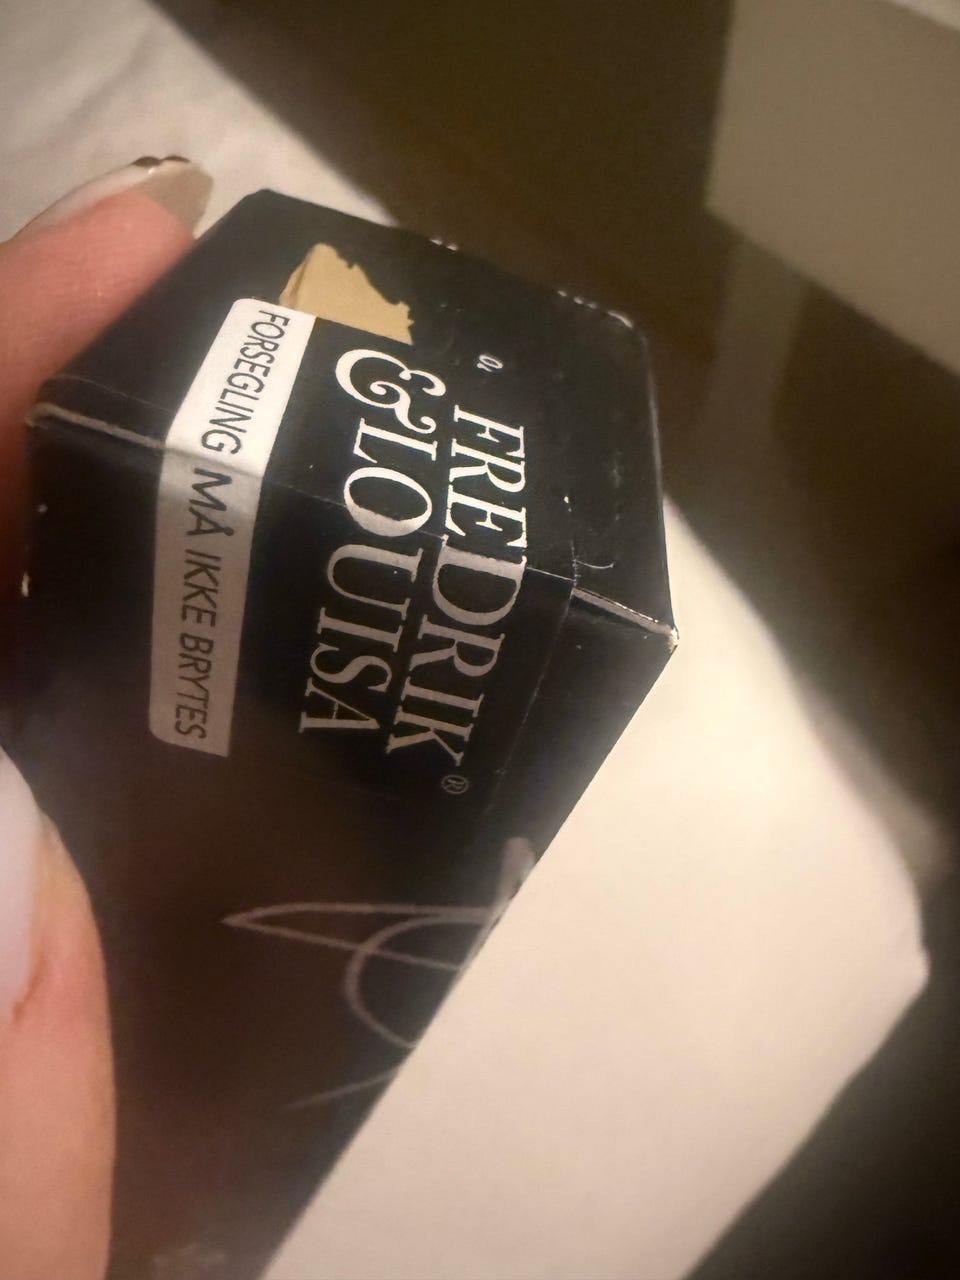 FREDRIK
& LOUISA®
FORSEGLING MÅ IKKE BRYTES